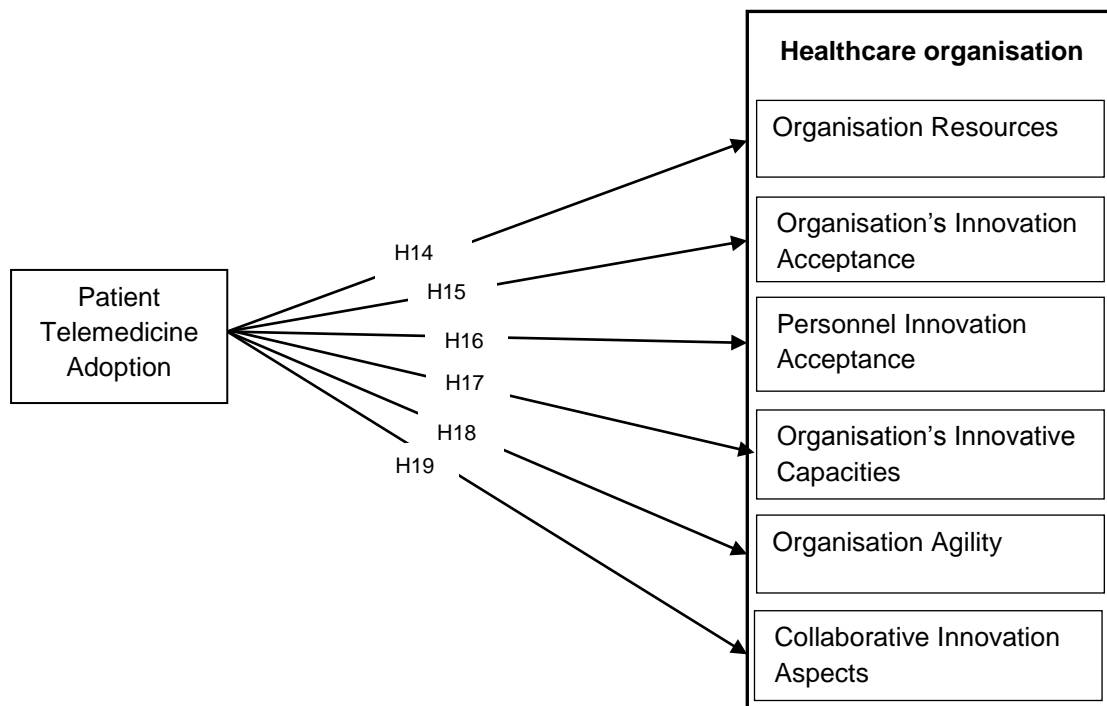 Healthcare organisation
Organisation Resources
Organisation’s Innovation
Acceptance
Personnel Innovation
Acceptance
Organisation’s Innovative
Capacities
Organisation Agility
Collaborative Innovation
Aspects
Patient
Telemedicine
Adoption
H14
H15
H16
H17
H18
H19